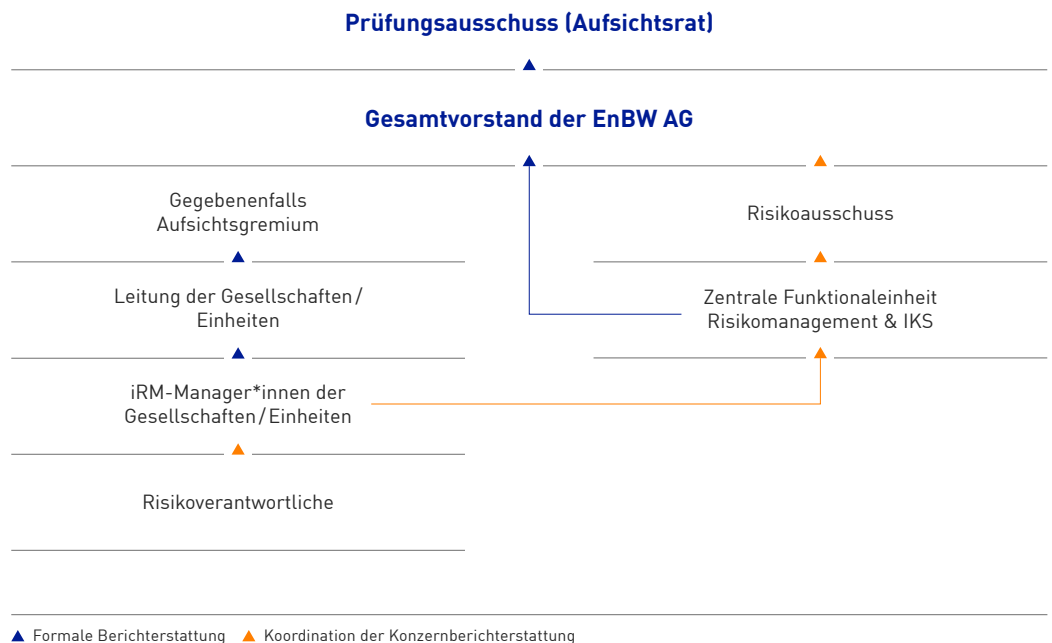 Prüfungsausschuss (Aufsichtsrat)
Gesamtvorstand der EnBW AG
Gegebenenfalls
Aufsichtsgremium
Risikoausschuss
Leitung der Gesellschaften/
Einheiten
Zentrale Funktionaleinheit
Risikomanagement & IKS
iRM-Manager*innen der
Gesellschaften/Einheiten
Risikoverantwortliche
Formale Berichterstattung
Koordination der Konzernberichterstattung